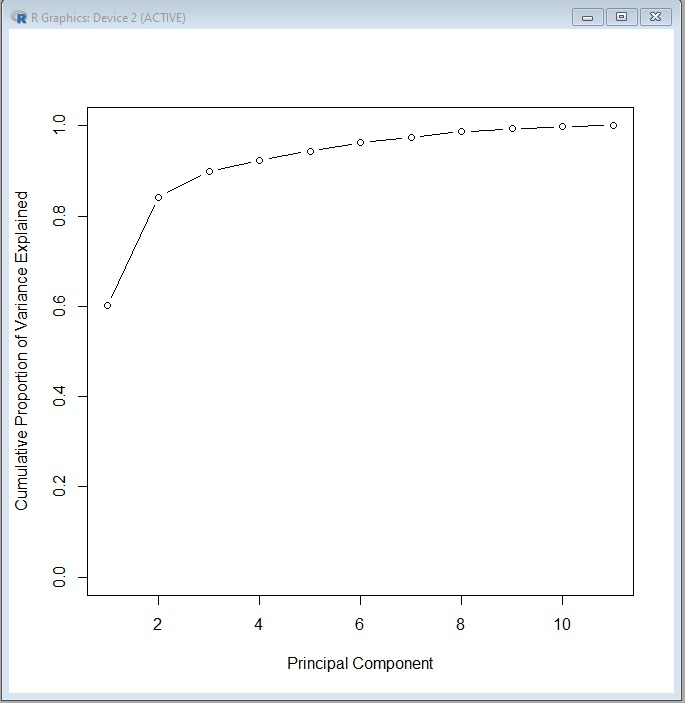 R Graphics: Device 2 (ACTIVE)
Cumulative Proportion of Variance Explained
1.0
0.8
0.6
0.4
0.2
0.0
2 4 6 8 10
Principal Component